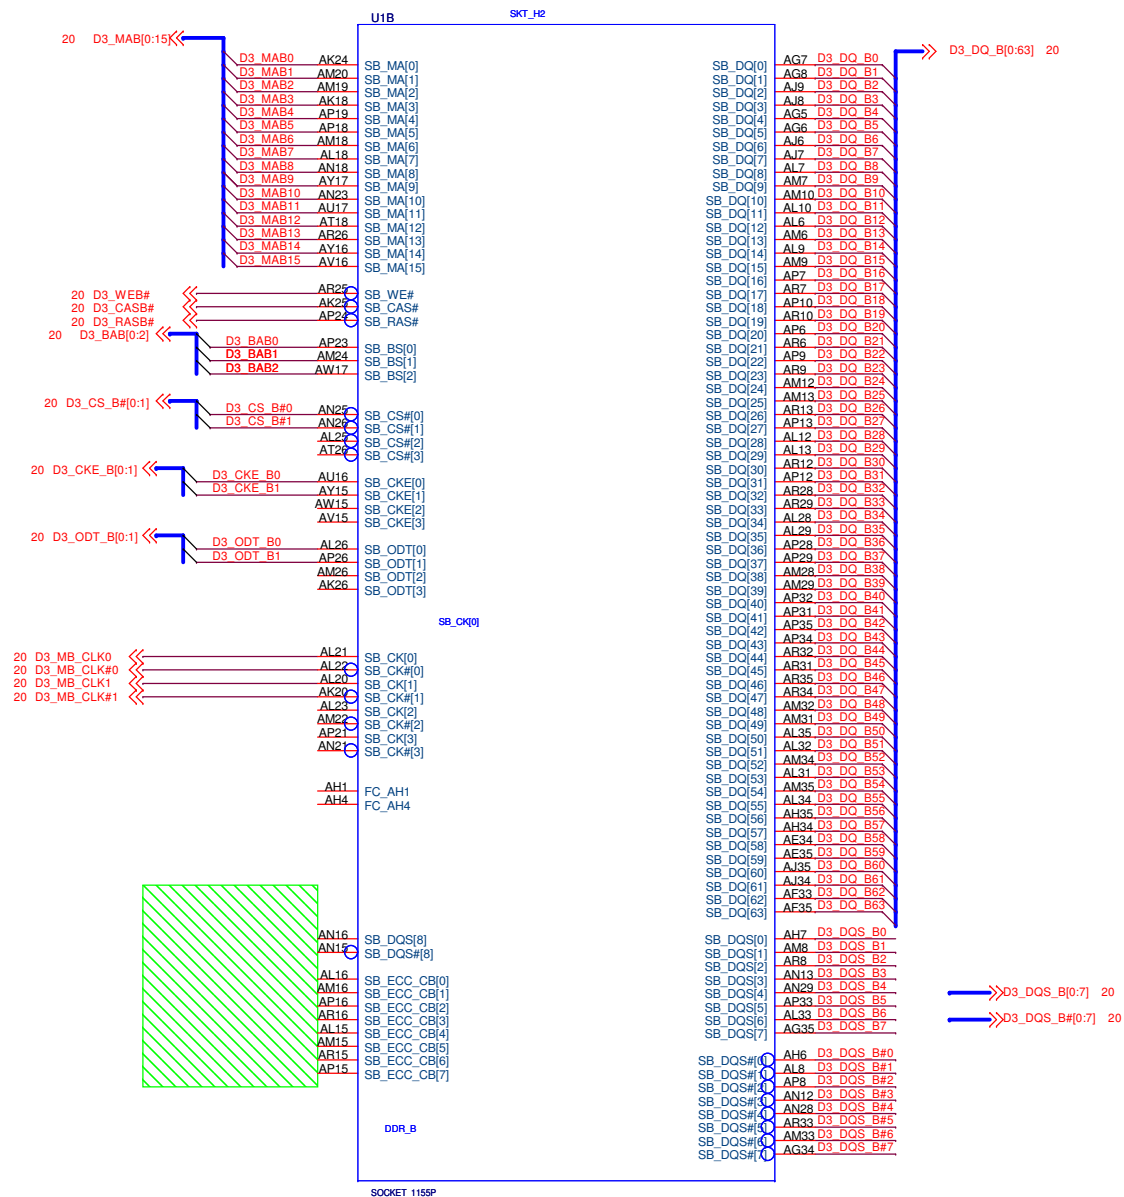 U1B
SKT_H2
20 D3_MAB[0:15]
D3_DQ_B[0:63] 20
D3_MAB0 AK24 SB_MA[0]
D3_MAB1 AM20 SB_MA[1]
D3_MAB2 AM19 SB_MA[2]
D3_MAB3 AK18 SB_MA[3]
D3_MAB4 AP19 SB_MA[4]
D3_MAB5 AP18 SB_MA[5]
D3_MAB6 AM18 SB_MA[6]
D3_MAB7 AL18 SB_MA[7]
D3_MAB8 AN18 SB_MA[8]
D3_MAB9 AY17 SB_MA[9]
D3_MAB10 AN23 SB_MA[10]
D3_MAB11 AU17 SB_MA[11]
D3_MAB12 AT18 SB_MA[12]
D3_MAB13 AR26 SB_MA[13]
D3_MAB14 AY16 SB_MA[14]
D3_MAB15 AV16 SB_MA[15]
20 D3_WEB# AR25 SB_WE#
20 D3_CASB# AK25 SB_CAS#
20 D3_RASB# AP24 SB_RAS#
20 D3_BAB[0:2]
D3_BAB0 AP23 SB_BS[0]
D3_BAB1 AM24 SB_BS[1]
D3_BAB2 AW17 SB_BS[2]
20 D3_CS_B#[0:1]
D3_CS_B#0 AN25 SB_CS#[0]
D3_CS_B#1 AN26 SB_CS#[1]
AL25 SB_CS#[2]
AT26 SB_CS#[3]
20 D3_CKE_B[0:1]
D3_CKE_B0 AU16 SB_CKE[0]
D3_CKE_B1 AY15 SB_CKE[1]
AW15 SB_CKE[2]
AV15 SB_CKE[3]
20 D3_ODT_B[0:1]
D3_ODT_B0 AL26 SB_ODT[0]
D3_ODT_B1 AP26 SB_ODT[1]
AM26 SB_ODT[2]
AK26 SB_ODT[3]
SB_CK[0]
20 D3_MB_CLK0 AL21 SB_CK[0]
20 D3_MB_CLK#0 AL22 SB_CK#[0]
20 D3_MB_CLK1 AL20 SB_CK[1]
20 D3_MB_CLK#1 AK20 SB_CK#[1]
AL23 SB_CK[2]
AM22 SB_CK#[2]
AP21 SB_CK[3]
AN21 SB_CK#[3]
AH1 FC_AH1
AH4 FC_AH4
AN16 SB_DQS[8]
AN15 SB_DQS#[8]
AL16 SB_ECC_CB[0]
AM16 SB_ECC_CB[1]
AP16 SB_ECC_CB[2]
AR16 SB_ECC_CB[3]
AL15 SB_ECC_CB[4]
AM15 SB_ECC_CB[5]
AR15 SB_ECC_CB[6]
AP15 SB_ECC_CB[7]
SB_DQ[0] AG7 D3_DQ_B0
SB_DQ[1] AG8 D3_DQ_B1
SB_DQ[2] AJ9 D3_DQ_B2
SB_DQ[3] AJ8 D3_DQ_B3
SB_DQ[4] AG5 D3_DQ_B4
SB_DQ[5] AG6 D3_DQ_B5
SB_DQ[6] AJ6 D3_DQ_B6
SB_DQ[7] AJ7 D3_DQ_B7
SB_DQ[8] AL7 D3_DQ_B8
SB_DQ[9] AM7 D3_DQ_B9
SB_DQ[10] AM10 D3_DQ_B10
SB_DQ[11] AL10 D3_DQ_B11
SB_DQ[12] AL6 D3_DQ_B12
SB_DQ[13] AM6 D3_DQ_B13
SB_DQ[14] AL9 D3_DQ_B14
SB_DQ[15] AM9 D3_DQ_B15
SB_DQ[16] AP7 D3_DQ_B16
SB_DQ[17] AR7 D3_DQ_B17
SB_DQ[18] AP10 D3_DQ_B18
SB_DQ[19] AR10 D3_DQ_B19
SB_DQ[20] AP6 D3_DQ_B20
SB_DQ[21] AR6 D3_DQ_B21
SB_DQ[22] AP9 D3_DQ_B22
SB_DQ[23] AR9 D3_DQ_B23
SB_DQ[24] AM12 D3_DQ_B24
SB_DQ[25] AM13 D3_DQ_B25
SB_DQ[26] AR13 D3_DQ_B26
SB_DQ[27] AP13 D3_DQ_B27
SB_DQ[28] AL12 D3_DQ_B28
SB_DQ[29] AL13 D3_DQ_B29
SB_DQ[30] AR12 D3_DQ_B30
SB_DQ[31] AP12 D3_DQ_B31
SB_DQ[32] AR28 D3_DQ_B32
SB_DQ[33] AR29 D3_DQ_B33
SB_DQ[34] AL28 D3_DQ_B34
SB_DQ[35] AL29 D3_DQ_B35
SB_DQ[36] AP28 D3_DQ_B36
SB_DQ[37] AP29 D3_DQ_B37
SB_DQ[38] AM28 D3_DQ_B38
SB_DQ[39] AM29 D3_DQ_B39
SB_DQ[40] AP32 D3_DQ_B40
SB_DQ[41] AP31 D3_DQ_B41
SB_DQ[42] AP35 D3_DQ_B42
SB_DQ[43] AP34 D3_DQ_B43
SB_DQ[44] AR32 D3_DQ_B44
SB_DQ[45] AR31 D3_DQ_B45
SB_DQ[46] AR35 D3_DQ_B46
SB_DQ[47] AR34 D3_DQ_B47
SB_DQ[48] AM32 D3_DQ_B48
SB_DQ[49] AM31 D3_DQ_B49
SB_DQ[50] AL35 D3_DQ_B50
SB_DQ[51] AL32 D3_DQ_B51
SB_DQ[52] AM34 D3_DQ_B52
SB_DQ[53] AL31 D3_DQ_B53
SB_DQ[54] AM35 D3_DQ_B54
SB_DQ[55] AL34 D3_DQ_B55
SB_DQ[56] AH35 D3_DQ_B56
SB_DQ[57] AH34 D3_DQ_B57
SB_DQ[58] AE34 D3_DQ_B58
SB_DQ[59] AE35 D3_DQ_B59
SB_DQ[60] AJ35 D3_DQ_B60
SB_DQ[61] AJ34 D3_DQ_B61
SB_DQ[62] AF33 D3_DQ_B62
SB_DQ[63] AF35 D3_DQ_B63
SB_DQS[0] AH7 D3_DQS_B0
SB_DQS[1] AM8 D3_DQS_B1
SB_DQS[2] AR8 D3_DQS_B2
SB_DQS[3] AN13 D3_DQS_B3
SB_DQS[4] AN29 D3_DQS_B4
SB_DQS[5] AP33 D3_DQS_B5
SB_DQS[6] AL33 D3_DQS_B6
SB_DQS[7] AG35 D3_DQS_B7
D3_DQS_B[0:7] 20
D3_DQS_B#[0:7] 20
SB_DQS#[0] AH6 D3_DQS_B#0
SB_DQS#[1] AL8 D3_DQS_B#1
SB_DQS#[2] AP8 D3_DQS_B#2
SB_DQS#[3] AN12 D3_DQS_B#3
SB_DQS#[4] AN28 D3_DQS_B#4
SB_DQS#[5] AR33 D3_DQS_B#5
SB_DQS#[6] AM33 D3_DQS_B#6
SB_DQS#[7] AG34 D3_DQS_B#7
DDR_B
SOCKET 1155P